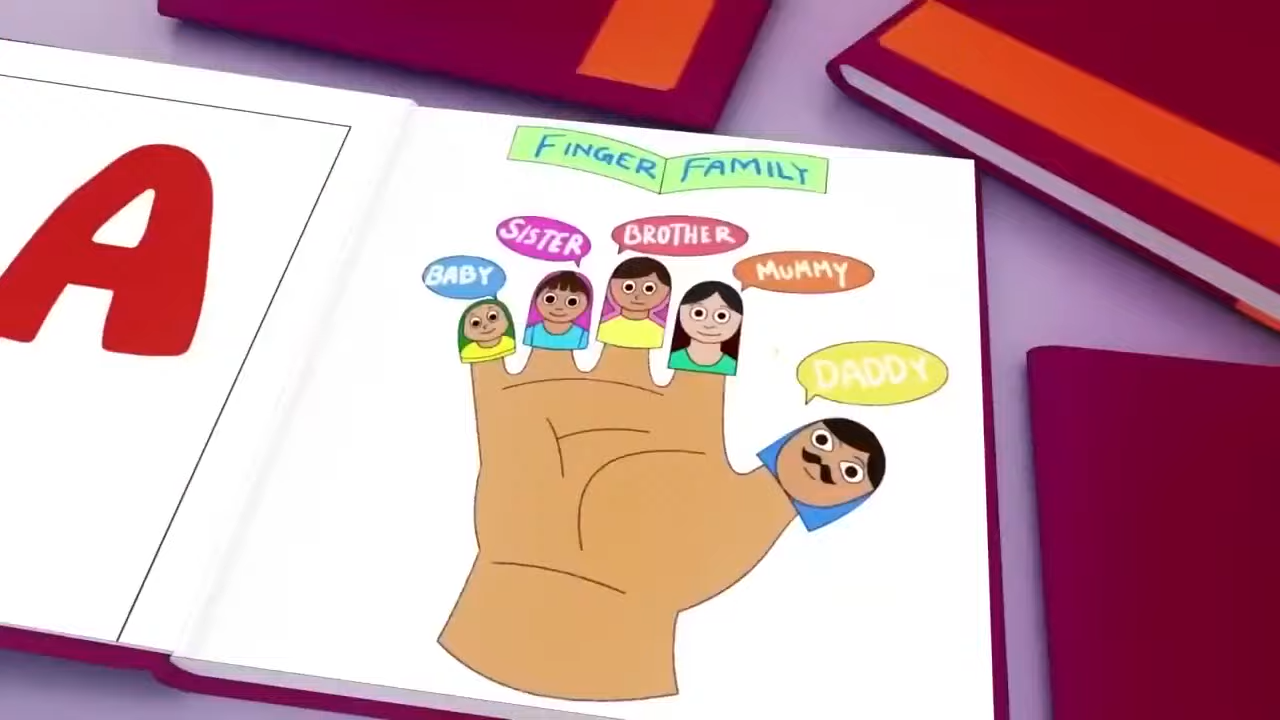 A
FINGER FAMILY
SISTER
BROTHER
BABY
MUMMY
DADDY